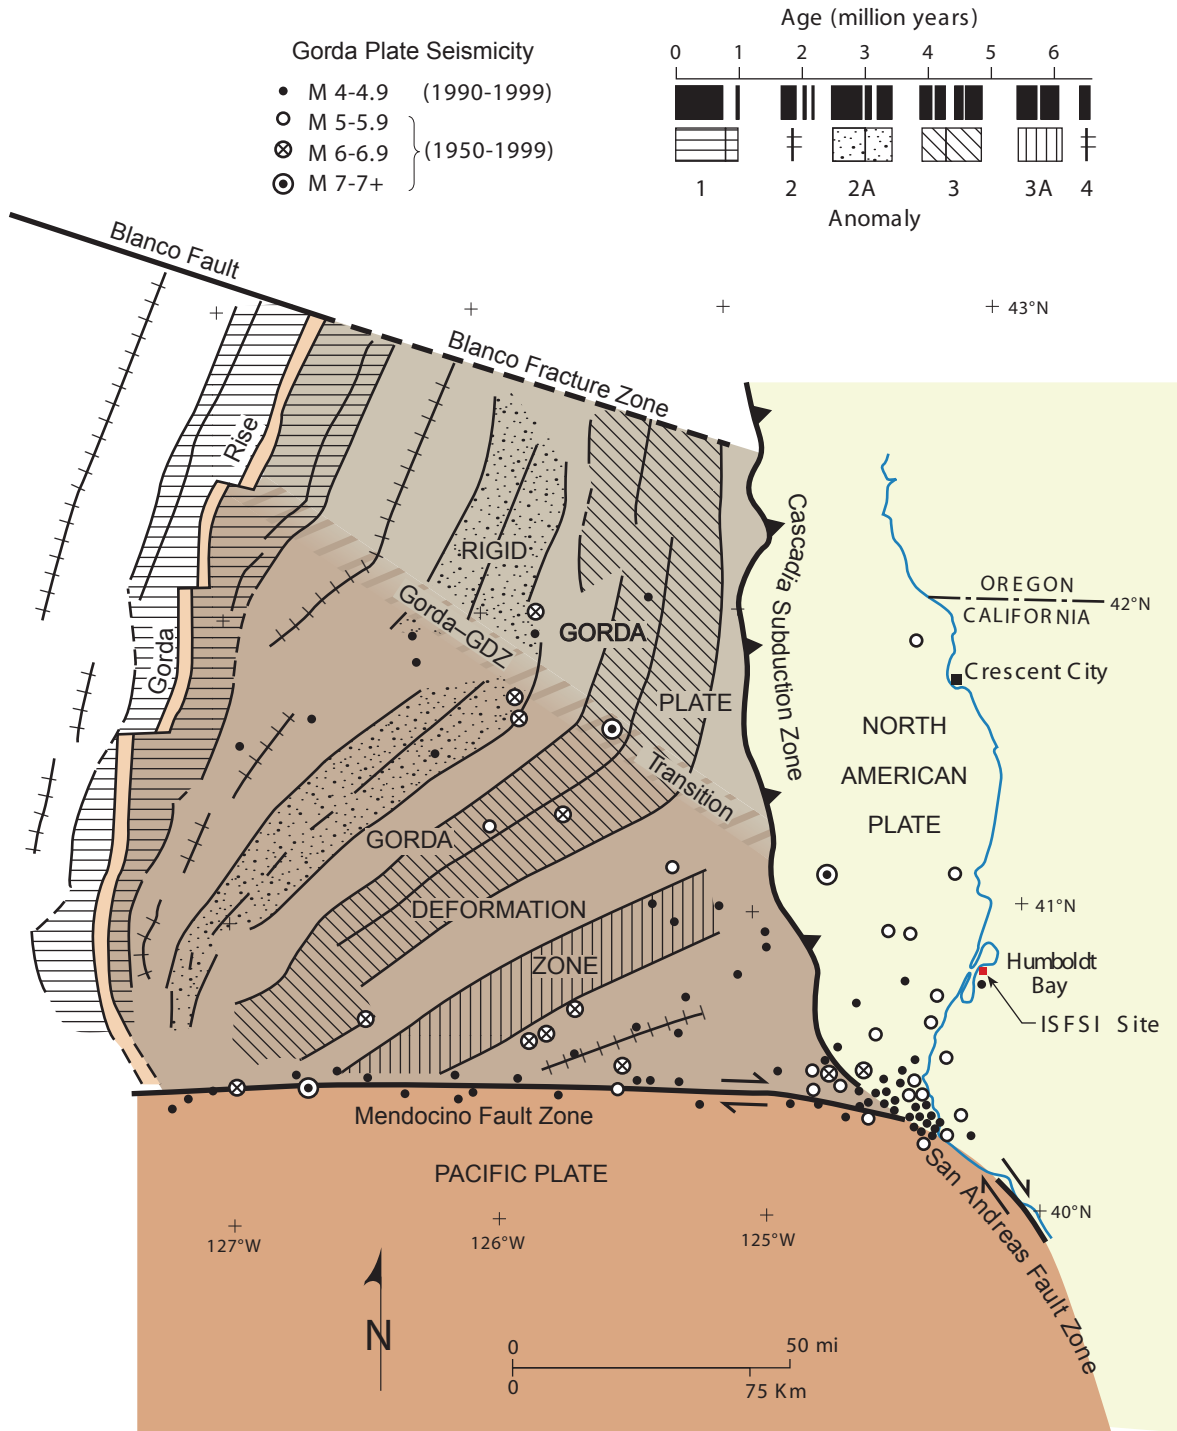 Age (million years)
Gorda Plate Seismicity
0 1 2 3 4 5 6
M 4-4.9 (1990-1999)
M 5-5.9
M 6-6.9 (1950-1999)
M 7-7+
1 2 2A 3 3A 4
Anomaly
Blanco Fault
43°N
Blanco Fracture Zone
Rise
Cascadia Subduction Zone
RIGID
OREGON
42°N
CALIFORNIA
Gorda–GDZ
GORDA
Gorda
Crescent City
PLATE
NORTH
Transition
AMERICAN
PLATE
GORDA
41°N
DEFORMATION
ZONE
Humboldt
Bay
ISFSI Site
Mendocino Fault Zone
PACIFIC PLATE
San Andreas Fault Zone
40°N
127°W
126°W
125°W
N
0 50 mi
0 75 Km